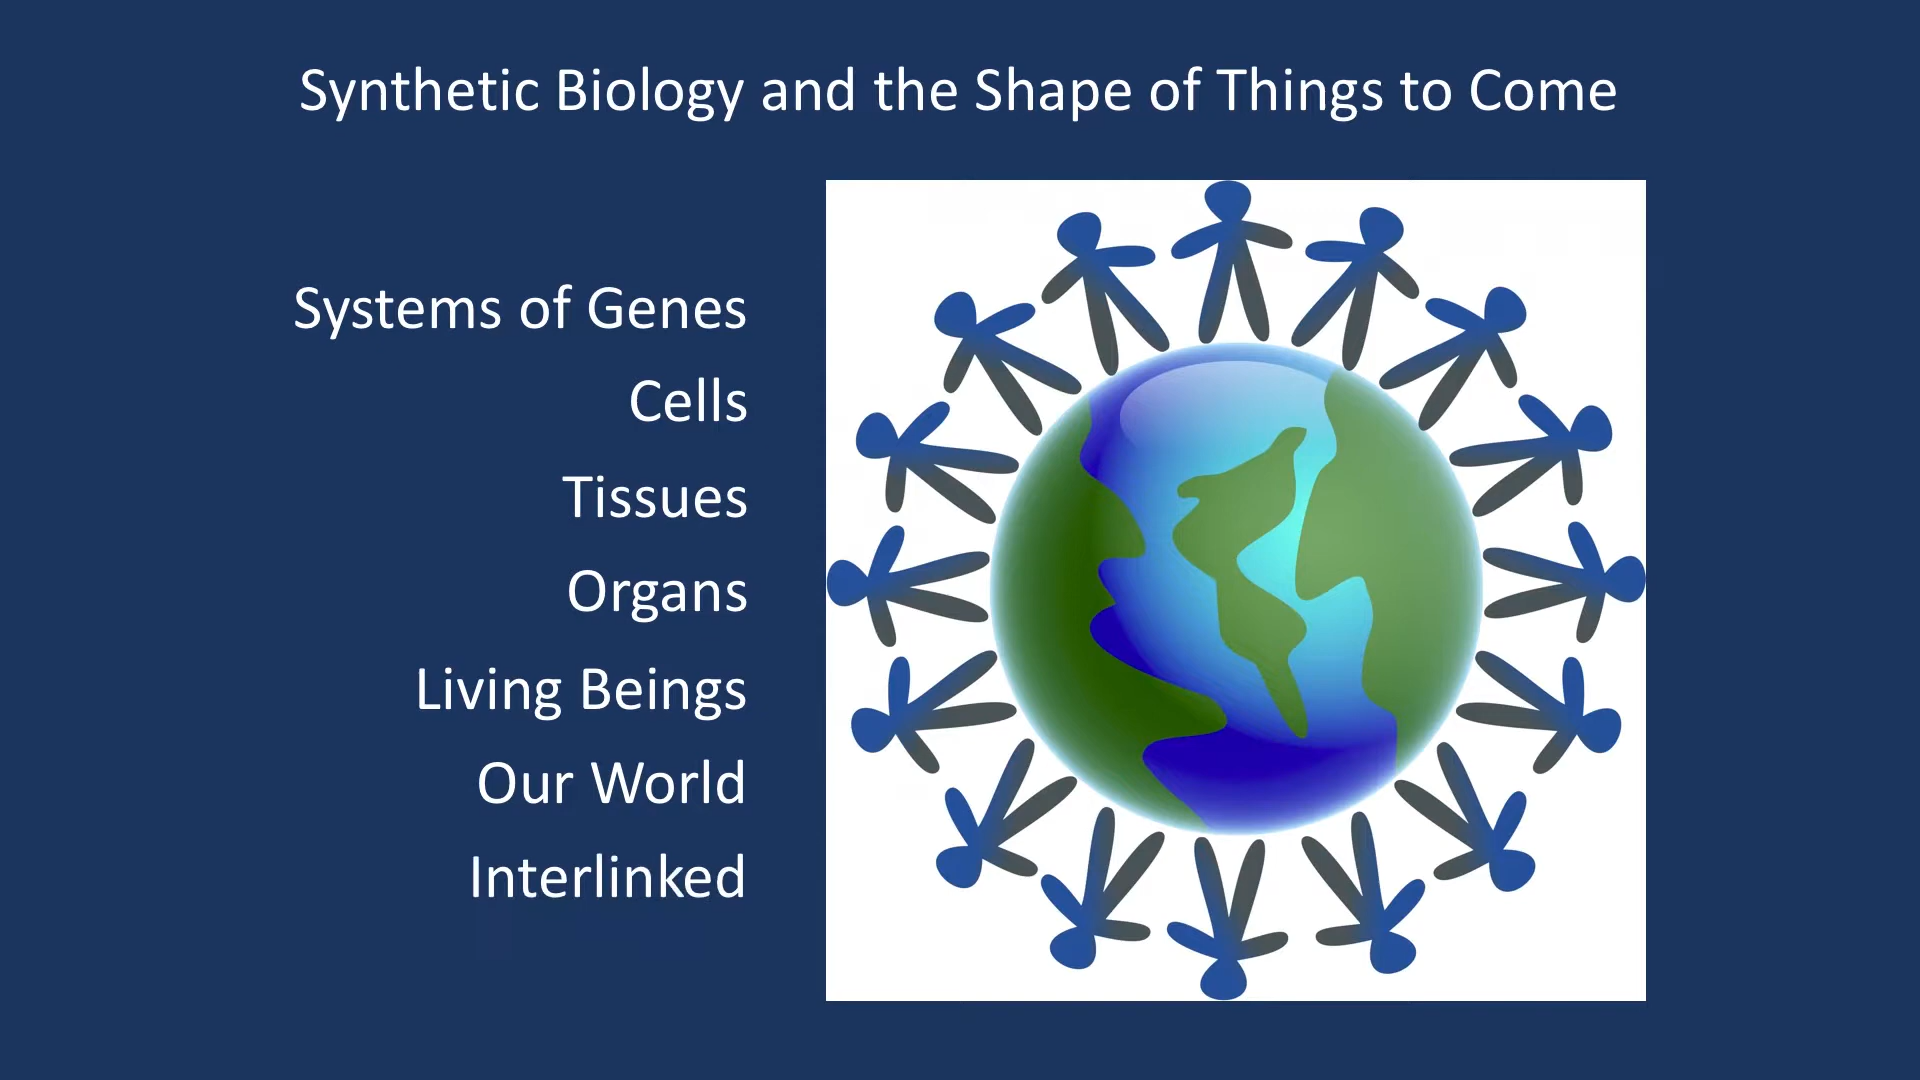 Synthetic Biology and the Shape of Things to Come
Systems of Genes
Cells
Tissues
Organs
Living Beings
Our World
Interlinked